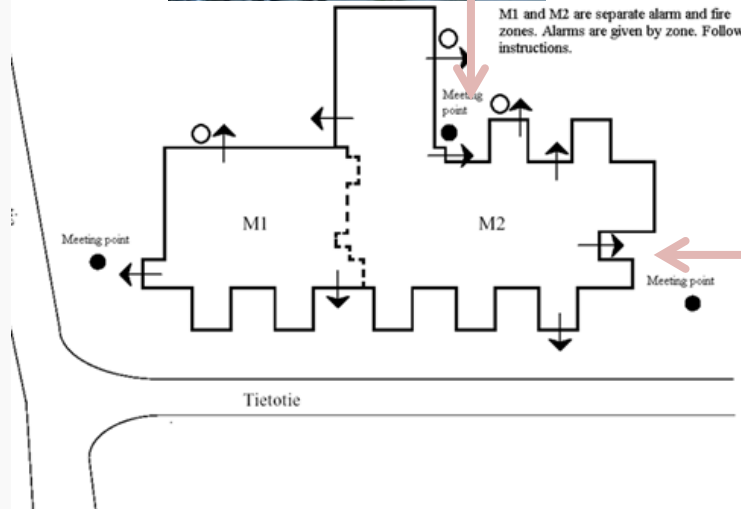 M1 and M2 are separate alarm and fire
zones. Alarms are given by zone. Follow
instructions.
Meeting
point
M1
M2
Meeting point
Meeting point
Tietotie